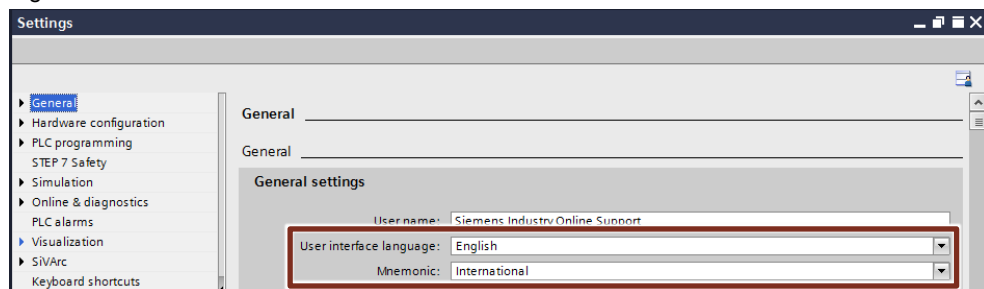 Settings
General
Hardware configuration
PLC programming
STEP 7 Safety
Simulation
Online & diagnostics
PLC alarms
Visualization
SiVArc
Keyboard shortcuts
General
General
General settings
User name: Siemens Industry Online Support
User interface language: English
Mnemonic: International